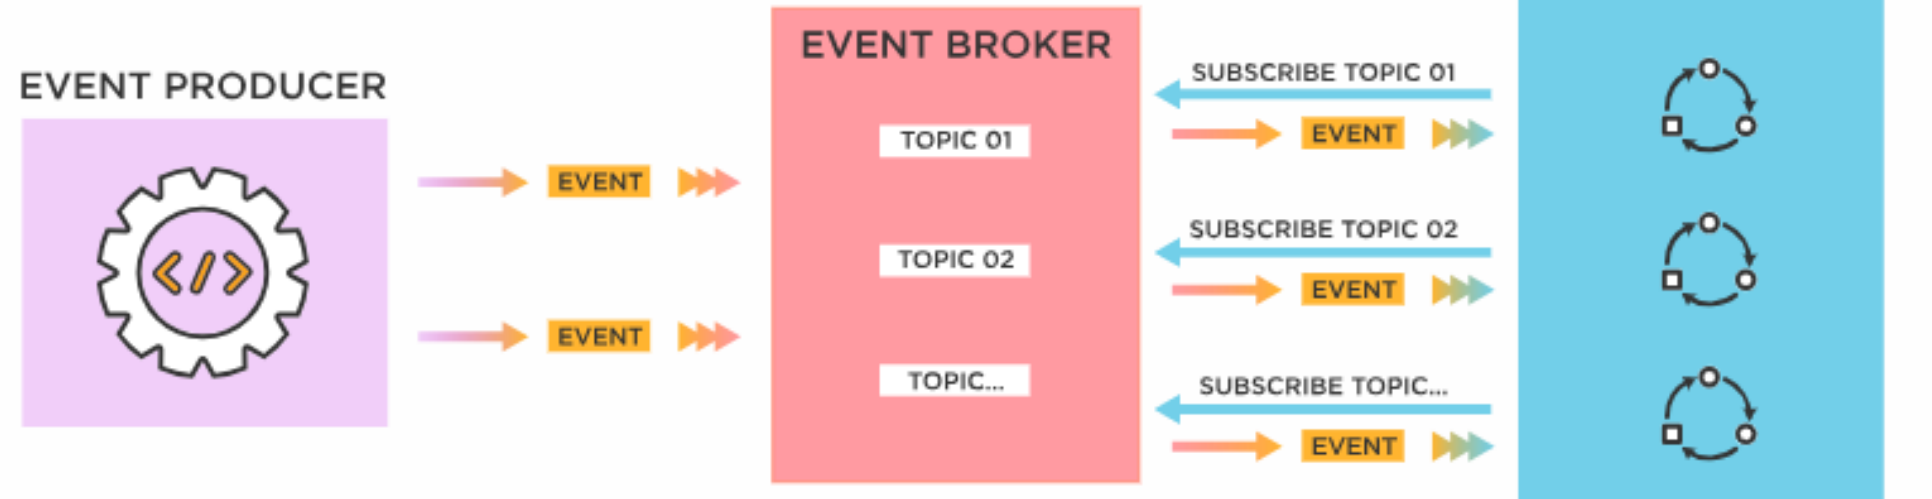 EVENT PRODUCER
</>
EVENT
EVENT
EVENT BROKER
TOPIC 01
TOPIC 02
TOPIC...
SUBSCRIBE TOPIC 01
EVENT
SUBSCRIBE TOPIC 02
EVENT
SUBSCRIBE TOPIC...
EVENT